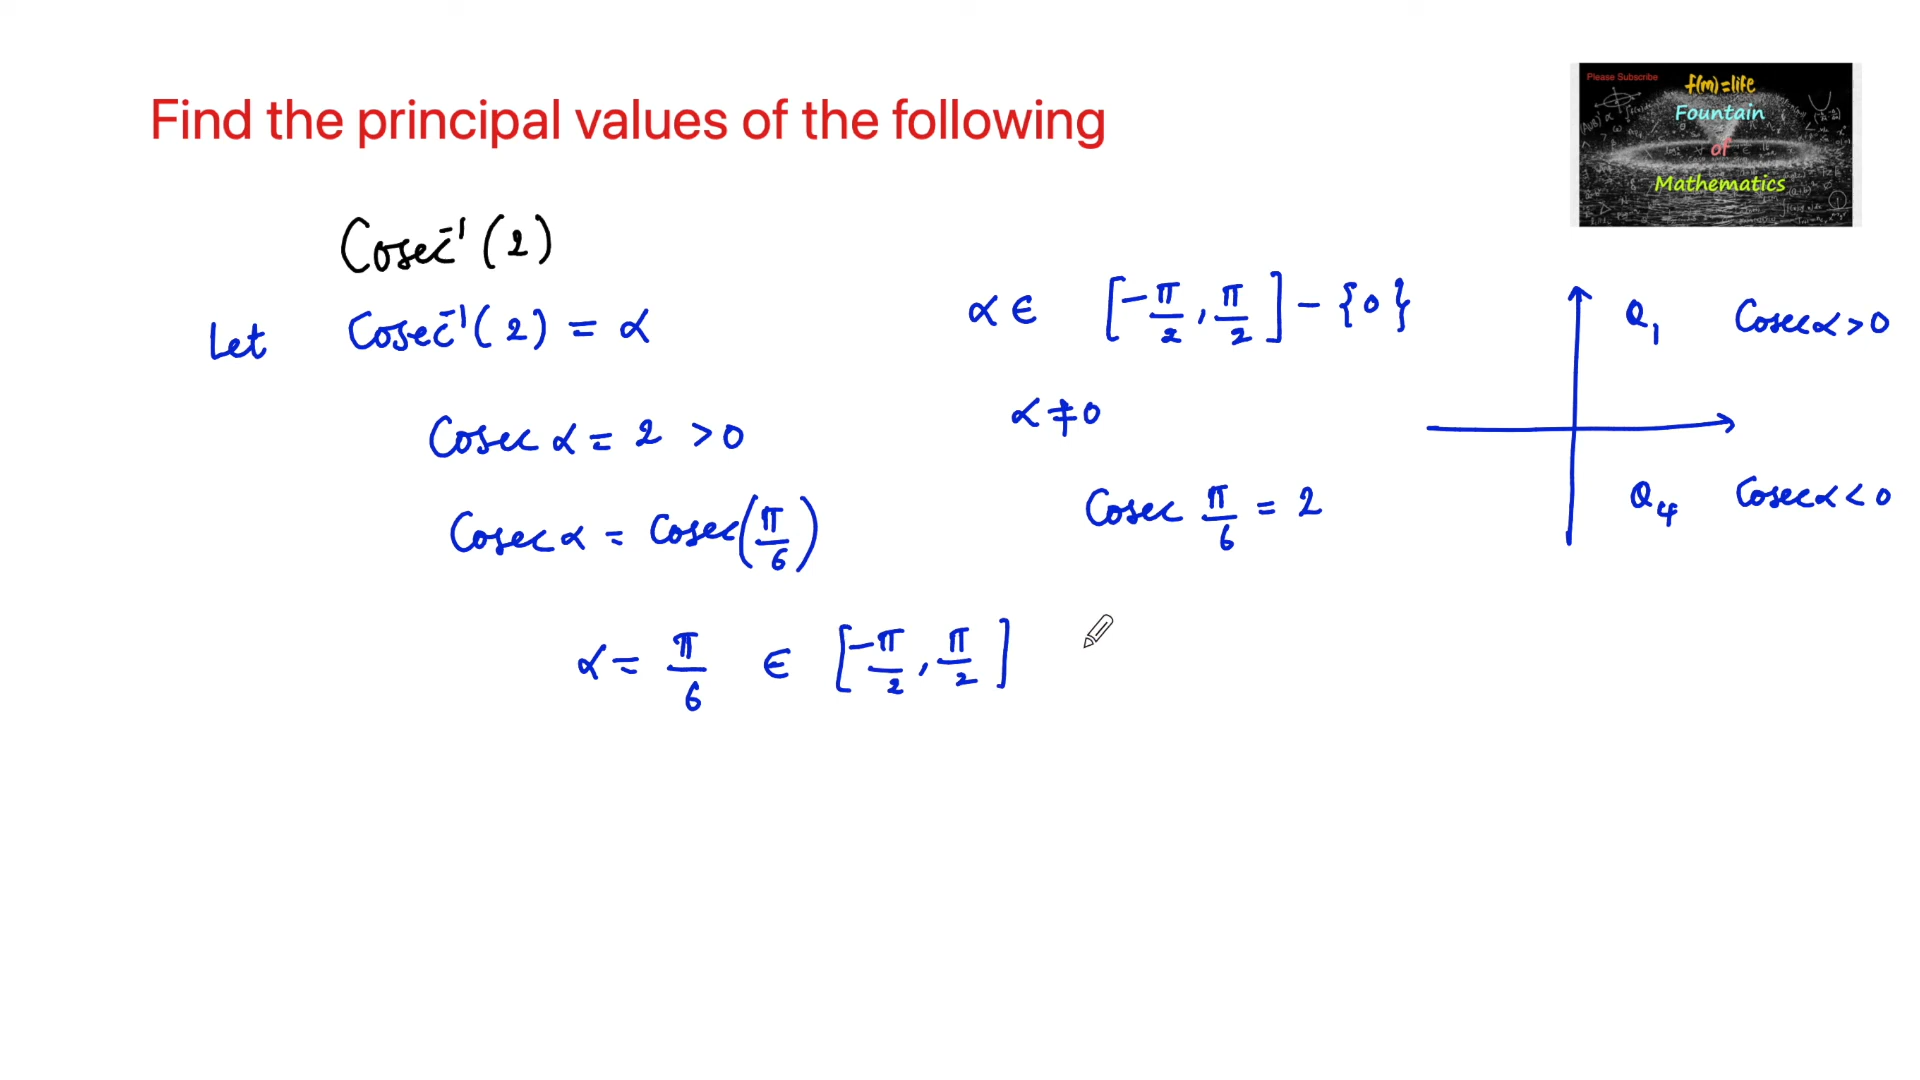 Please Subscribe
f(m)=life
Fountain
of
Mathematics
Find the principal values of the following
Cosec⁻¹(2)
Let Cosec⁻¹(2) = α
α ∈ [-π/2, π/2] - {0}
Q₁ Cosecα>0
Cosec α = 2 >0
α ≠ 0
Cosec α = Cosec(π/6)
Cosec π/6 = 2
Q₄ Cosecα<0
α = π/6 ∈ [-π/2, π/2]